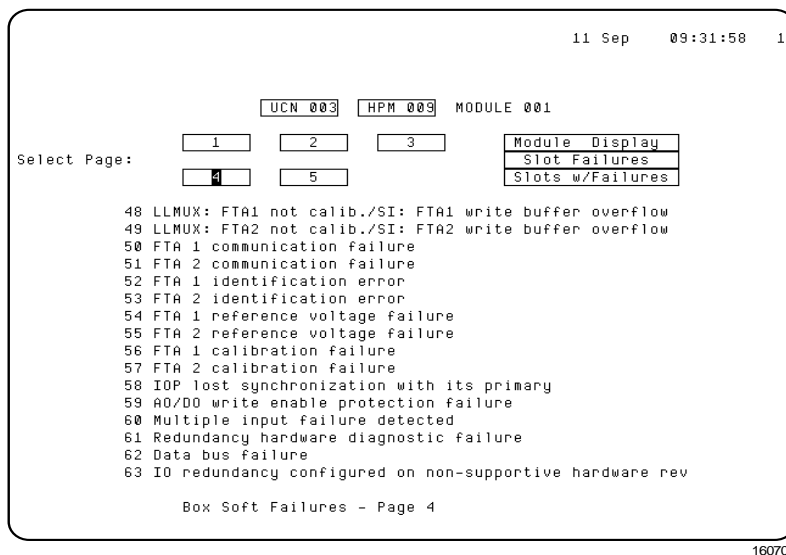 11 Sep 09:31:58 1
UCN 003 HPM 009 MODULE 001
1 2 3 Module Display
Select Page: Slot Failures
4 5 Slots w/Failures
48 LLMUX: FTA1 not calib./SI: FTA1 write buffer overflow
49 LLMUX: FTA2 not calib./SI: FTA2 write buffer overflow
50 FTA 1 communication failure
51 FTA 2 communication failure
52 FTA 1 identification error
53 FTA 2 identification error
54 FTA 1 reference voltage failure
55 FTA 2 reference voltage failure
56 FTA 1 calibration failure
57 FTA 2 calibration failure
58 IOP lost synchronization with its primary
59 AO/DO write enable protection failure
60 Multiple input failure detected
61 Redundancy hardware diagnostic failure
62 Data bus failure
63 IO redundancy configured on non-supportive hardware rev
Box Soft Failures – Page 4
16070